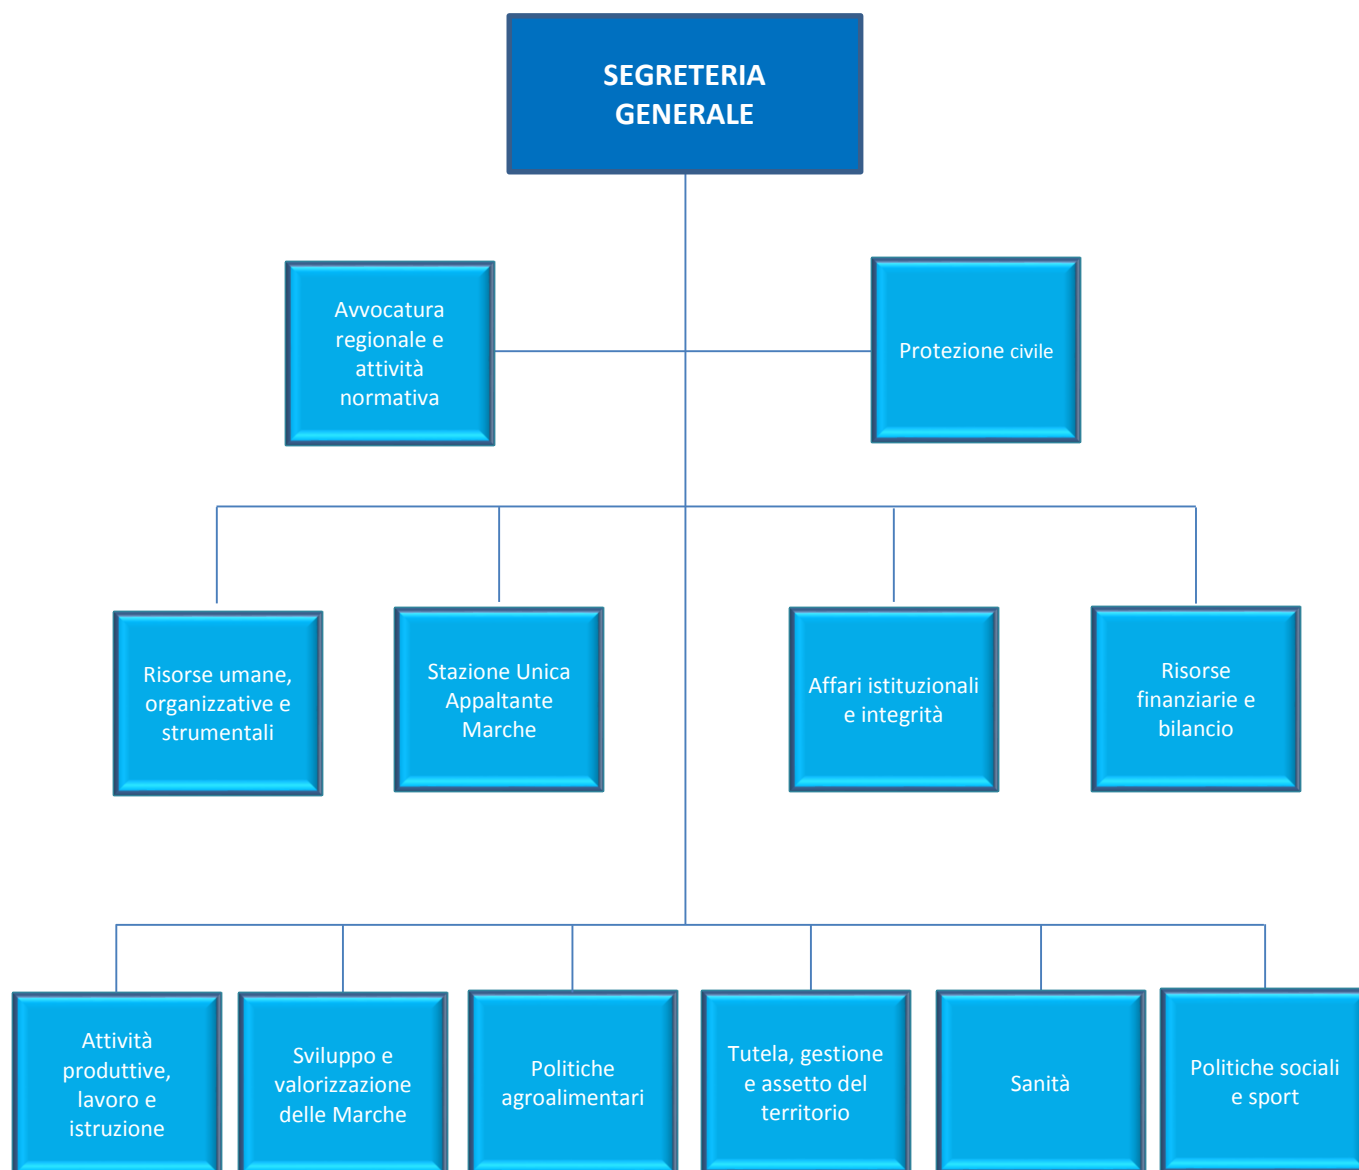 SEGRETERIA
GENERALE
Avvocatura
regionale e
attività
normativa
Protezione civile
Risorse umane,
organizzative e
strumentali
Stazione Unica
Appaltante
Marche
Affari istituzionali
e integrità
Risorse
finanziarie e
bilancio
Attività
produttive,
lavoro e
istruzione
Sviluppo e
valorizzazione
delle Marche
Politiche
agroalimentari
Tutela, gestione
e assetto del
territorio
Sanità
Politiche sociali
e sport